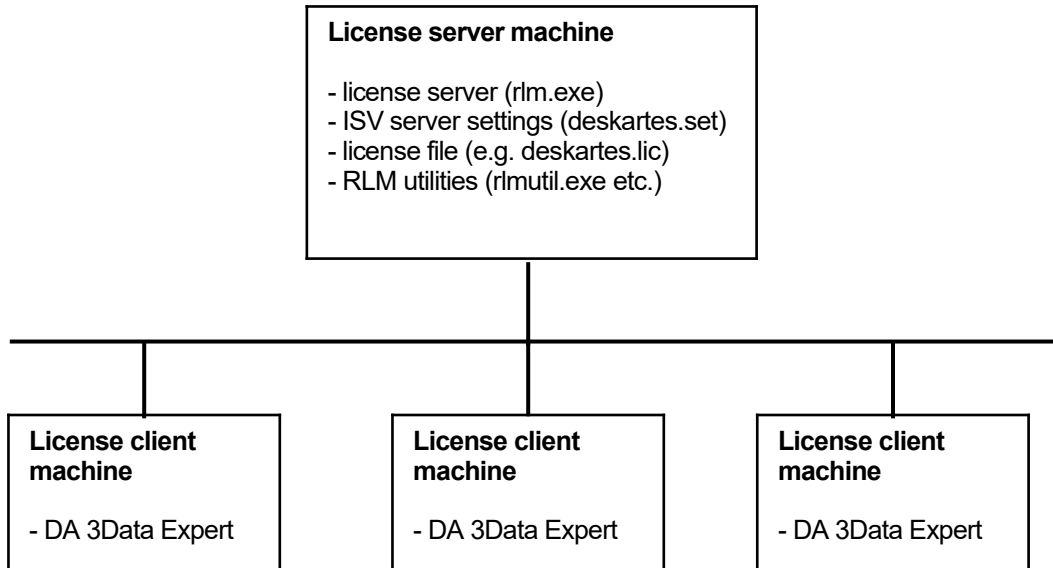 License server machine
- license server (rlm.exe)
- ISV server settings (deskartes.set)
- license file (e.g. deskartes.lic)
- RLM utilities (rlmutil.exe etc.)
License client
machine
- DA 3Data Expert
License client
machine
- DA 3Data Expert
License client
machine
- DA 3Data Expert